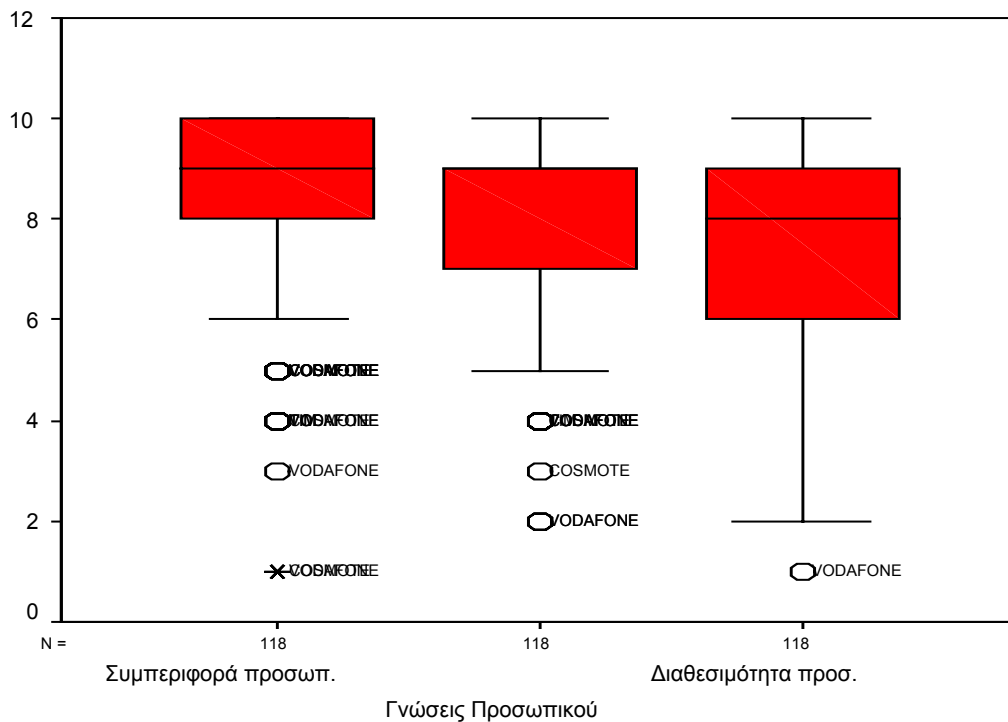 12
10
8
6
4
2
0
VODAFONE
COSMOTE
VODAFONE
VODAFONE
VODAFONE
N = 118 118 118
Συμπεριφορά προσωπ. Διαθεσιμότητα προσ.
Γνώσεις Προσωπικού